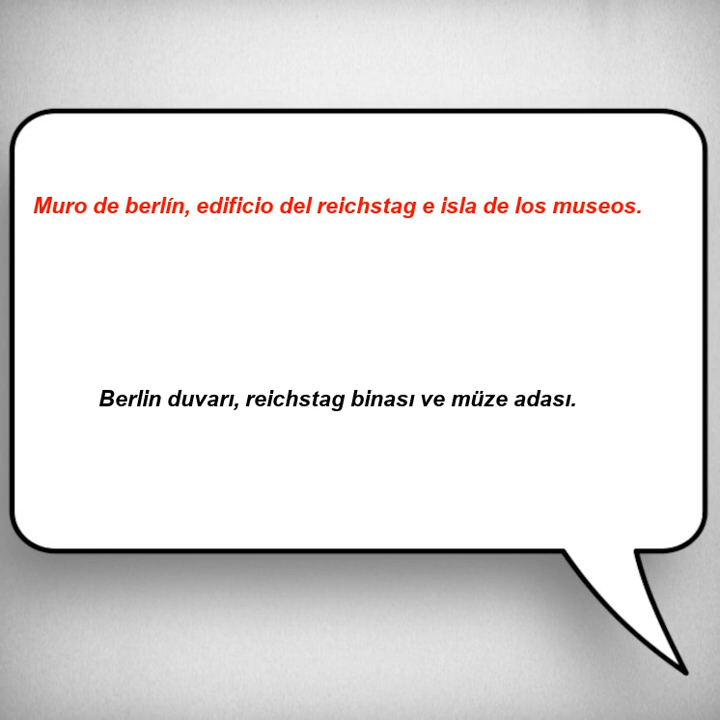 Muro de berlín, edificio del reichstag e isla de los museos.
Berlin duvarı, reichstag binası ve müze adası.